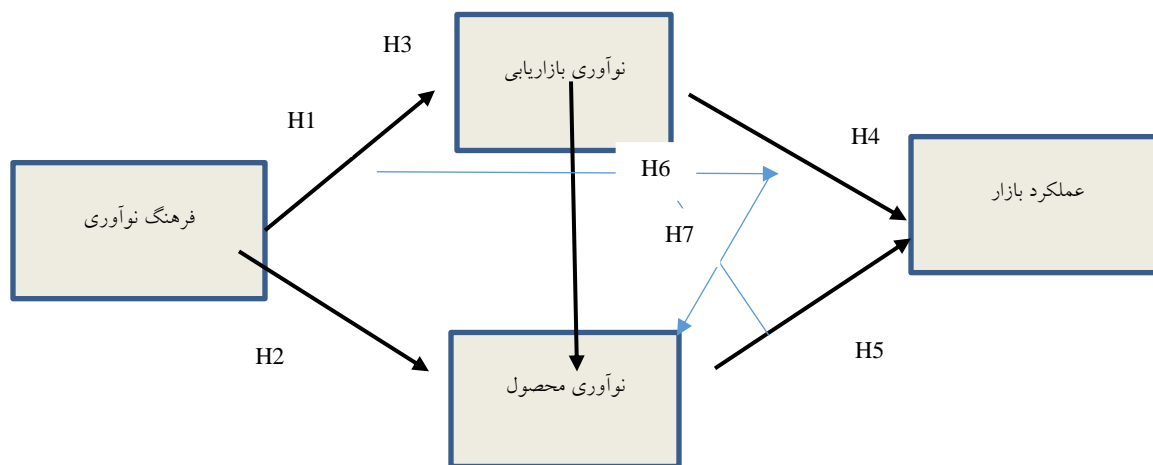 نوآوری بازاریابی
H3
H1
H4
H6
عملکرد بازار
فرهنگ نوآوری
H7
H2
H5
نوآوری محصول